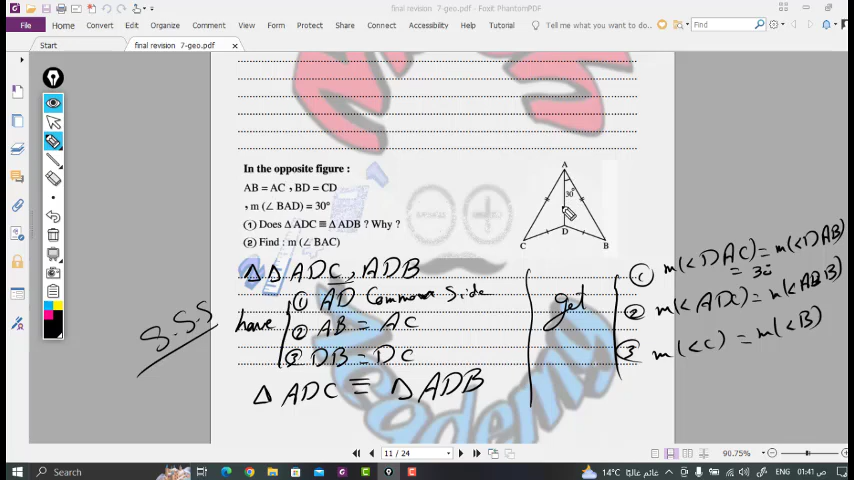 final revision 7-geo.pdf - Foxit PhantomPDF
File Home Convert Edit Organize Comment View Form Protect Share Connect Accessibility Help Tutorial Tell me what you want to do... Find
Start final revision 7-geo.pdf
In the opposite figure :
AB = AC , BD = CD
, m (∠ BAD) = 30°
① Does Δ ADC ≡ Δ ADB ? Why ?
② Find : m (∠ BAC)
A
30°
D
C B
Δ Δ ADC, ADB
have
① AD Common Side
② AB = AC
③ DB = DC
Δ ADC ≡ Δ ADB
S.S.S
get
① m(<DAC) = m(<DAB)
= 30
② m(<ADC) = m(<ADB)
③ m(<C) = m(<B)
Academy
11 / 24 90.75%
Search 14°C غائم غالبًا ENG 01:41 ص